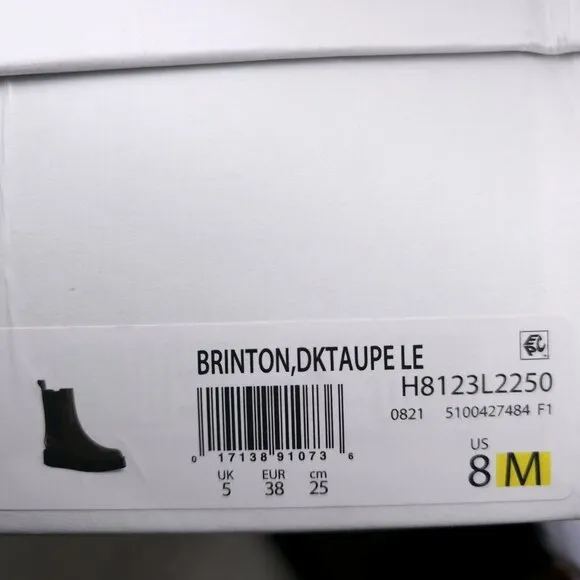 BRINTON,DKTAUPE LE
H8123L2250
0821 5100427484 F1
0 17138 91073 6
UK EUR cm
5 38 25
US
8 M